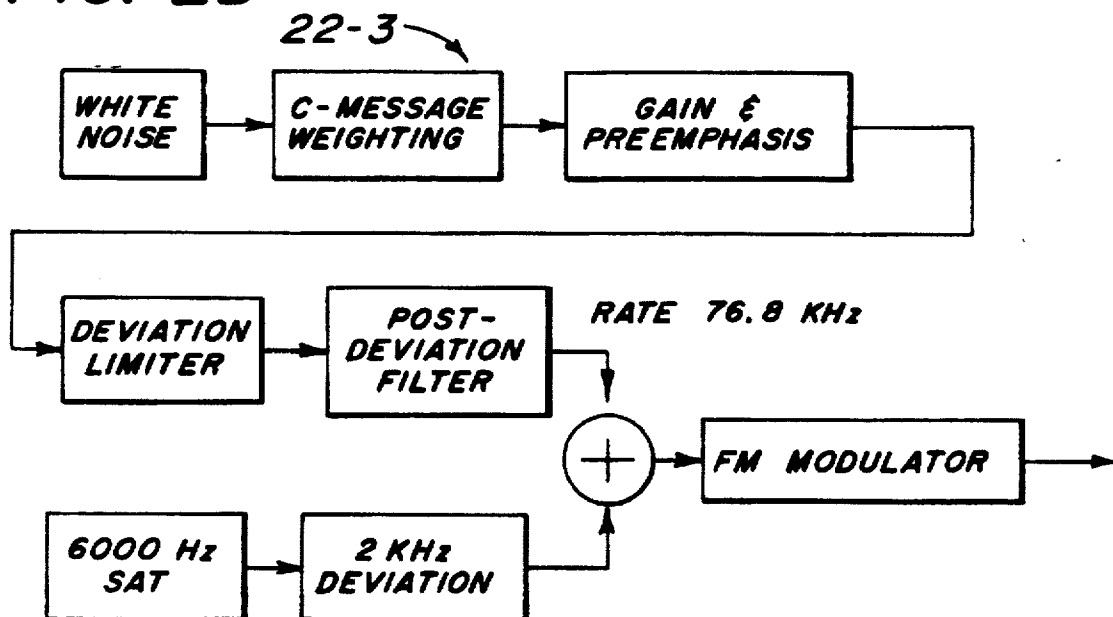 22-3
WHITE
NOISE
C-MESSAGE
WEIGHTING
GAIN &
PREEMPHASIS
DEVIATION
LIMITER
POST-
DEVIATION
FILTER
RATE 76.8 KHz
+
FM MODULATOR
6000 Hz
SAT
2 KHz
DEVIATION